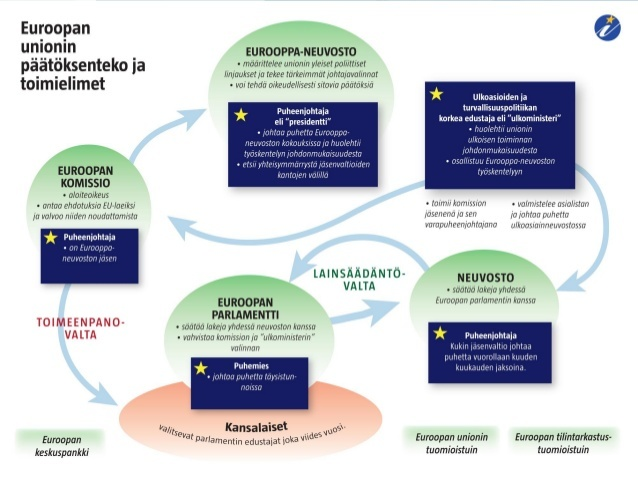 Euroopan
unionin
päätöksenteko ja
toimielimet
EUROOPPA-NEUVOSTO
• määrittelee unionin yleiset poliittiset
linjaukset ja tekee tärkeimmät johtajavalinnat
• voi tehdä oikeudellisesti sitovia päätöksiä
Puheenjohtaja
eli "presidentti"
• johtaa puhetta Eurooppa-
neuvoston kokouksissa ja huolehtii
työskentelyn johdonmukaisuudesta
• etsii yhteisymmärrystä jäsenvaltioiden
kantojen välillä
Ulkoasioiden ja
turvallisuuspolitiikan
korkea edustaja eli "ulkoministeri"
• huolehtii unionin
ulkoisen toiminnan
johdonmukaisuudesta
• osallistuu Eurooppa-neuvoston
työskentelyyn
• toimii komission
jäsenenä ja sen
varapuheenjohtajana
• valmistelee asialistan
ja johtaa puhetta
ulkoasiainneuvostossa
EUROOPAN
KOMISSIO
• aloiteoikeus
• antaa ehdotuksia EU-laeiksi
ja valvoo niiden noudattamista
Puheenjohtaja
• on Eurooppa-
neuvoston jäsen
TOIMEENPANO-
VALTA
LAINSÄÄDÄNTÖ-
VALTA
EUROOPAN
PARLAMENTTI
• säätää lakeja yhdessä neuvoston kanssa
• vahvistaa komission ja "ulkoministerin"
valinnan
Puhemies
• johtaa puhetta täysistun-
noissa
NEUVOSTO
• säätää lakeja yhdessä
Euroopan parlamentin kanssa
Puheenjohtaja
Kukin jäsenvaltio johtaa
puhetta vuorollaan kuuden
kuukauden jaksoina.
Kansalaiset
valitsevat parlamentin edustajat joka viides vuosi.
Euroopan
keskuspankki
Euroopan unionin
tuomioistuin
Euroopan tilintarkastus-
tuomioistuin